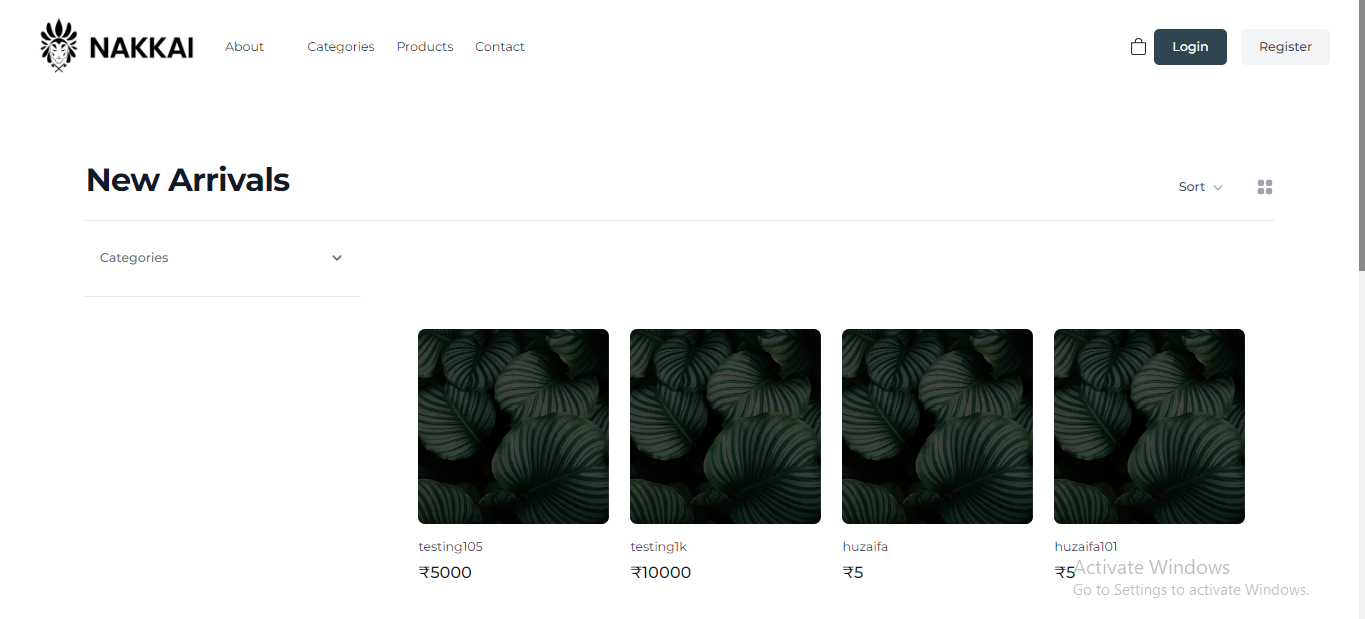 NAKKAI About Categories Products Contact Login Register
New Arrivals
Sort
Categories
testing105 testing1k huzaifa huzaifa101
₹5000 ₹10000 ₹5 ₹5
Activate Windows
Go to Settings to activate Windows.